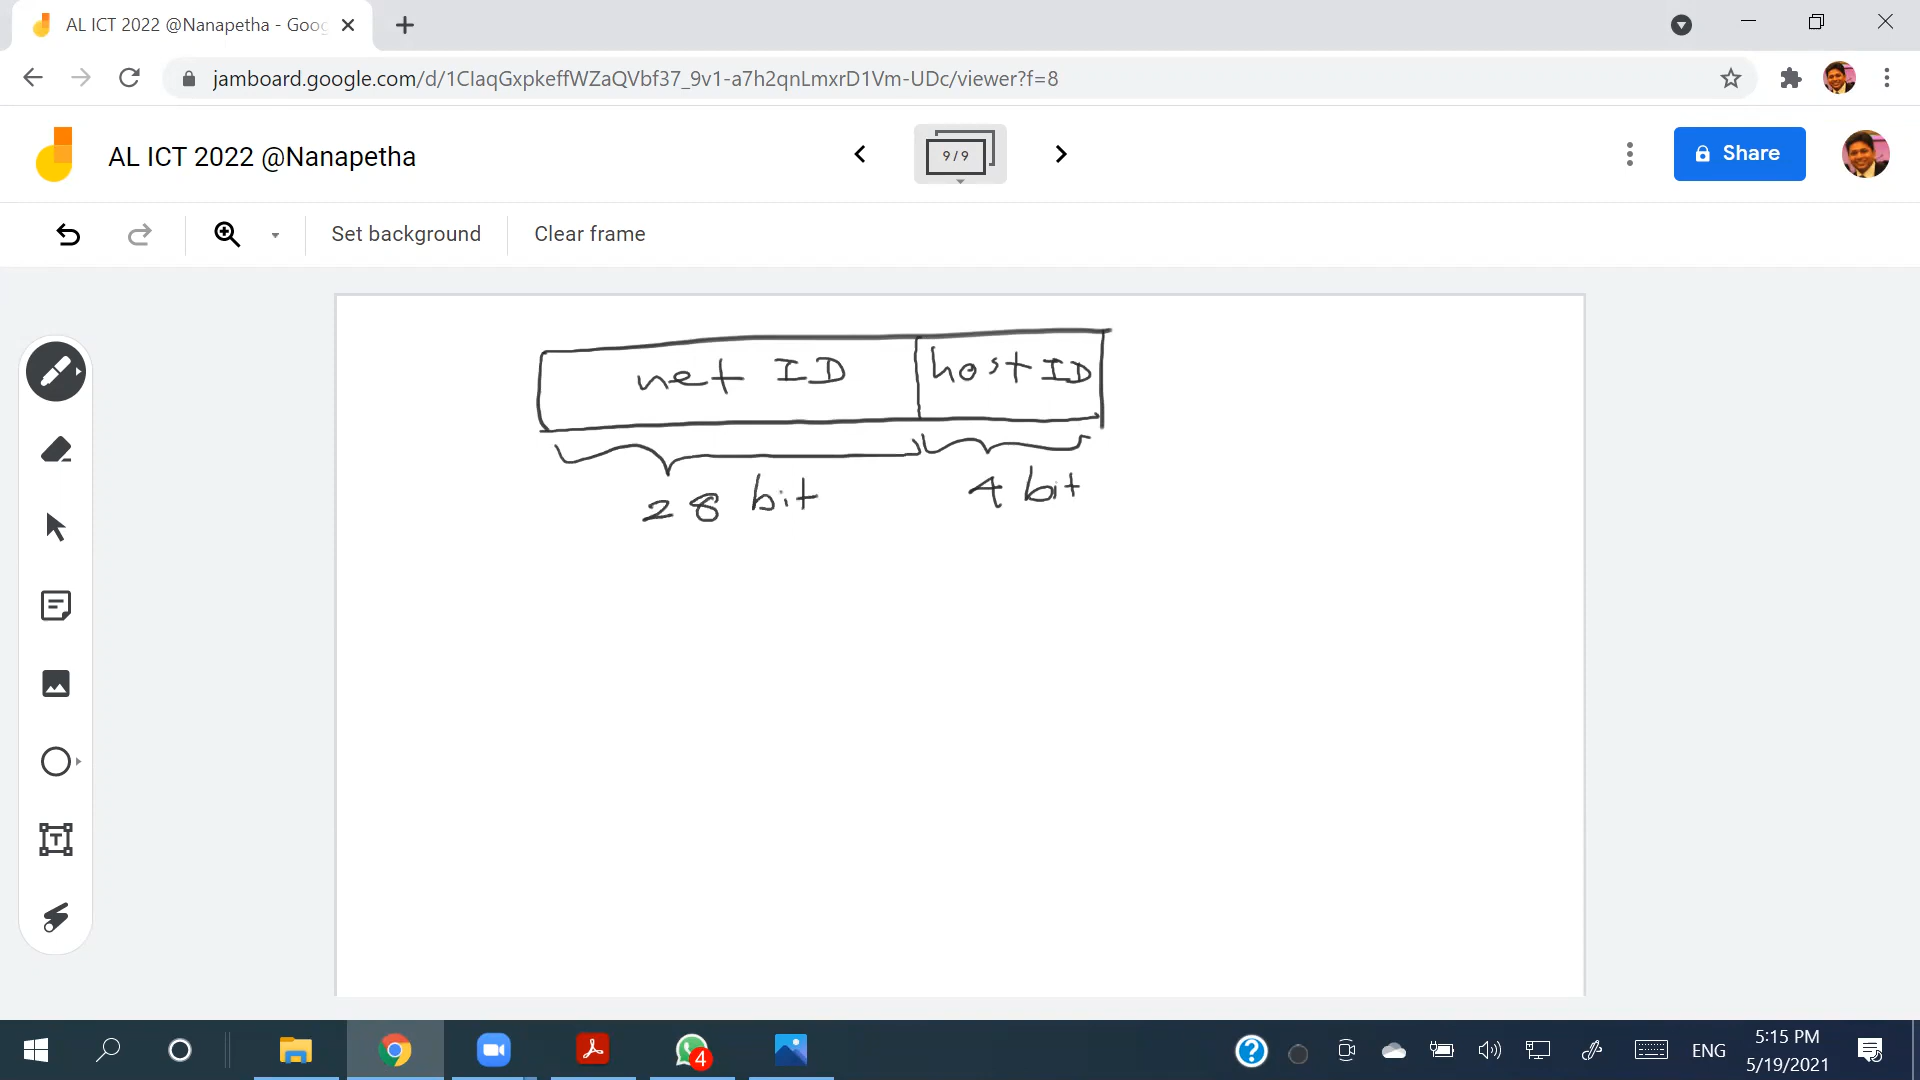 AL ICT 2022 @Nanapetha - Goog
jamboard.google.com/d/1CIaqGxpkeffWZaQVbf37_9v1-a7h2qnLmxrD1Vm-UDc/viewer?f=8
AL ICT 2022 @Nanapetha
9/9
Share
Set background
Clear frame
net ID host ID
28 bit 4 bit
4
ENG
5:15 PM
5/19/2021